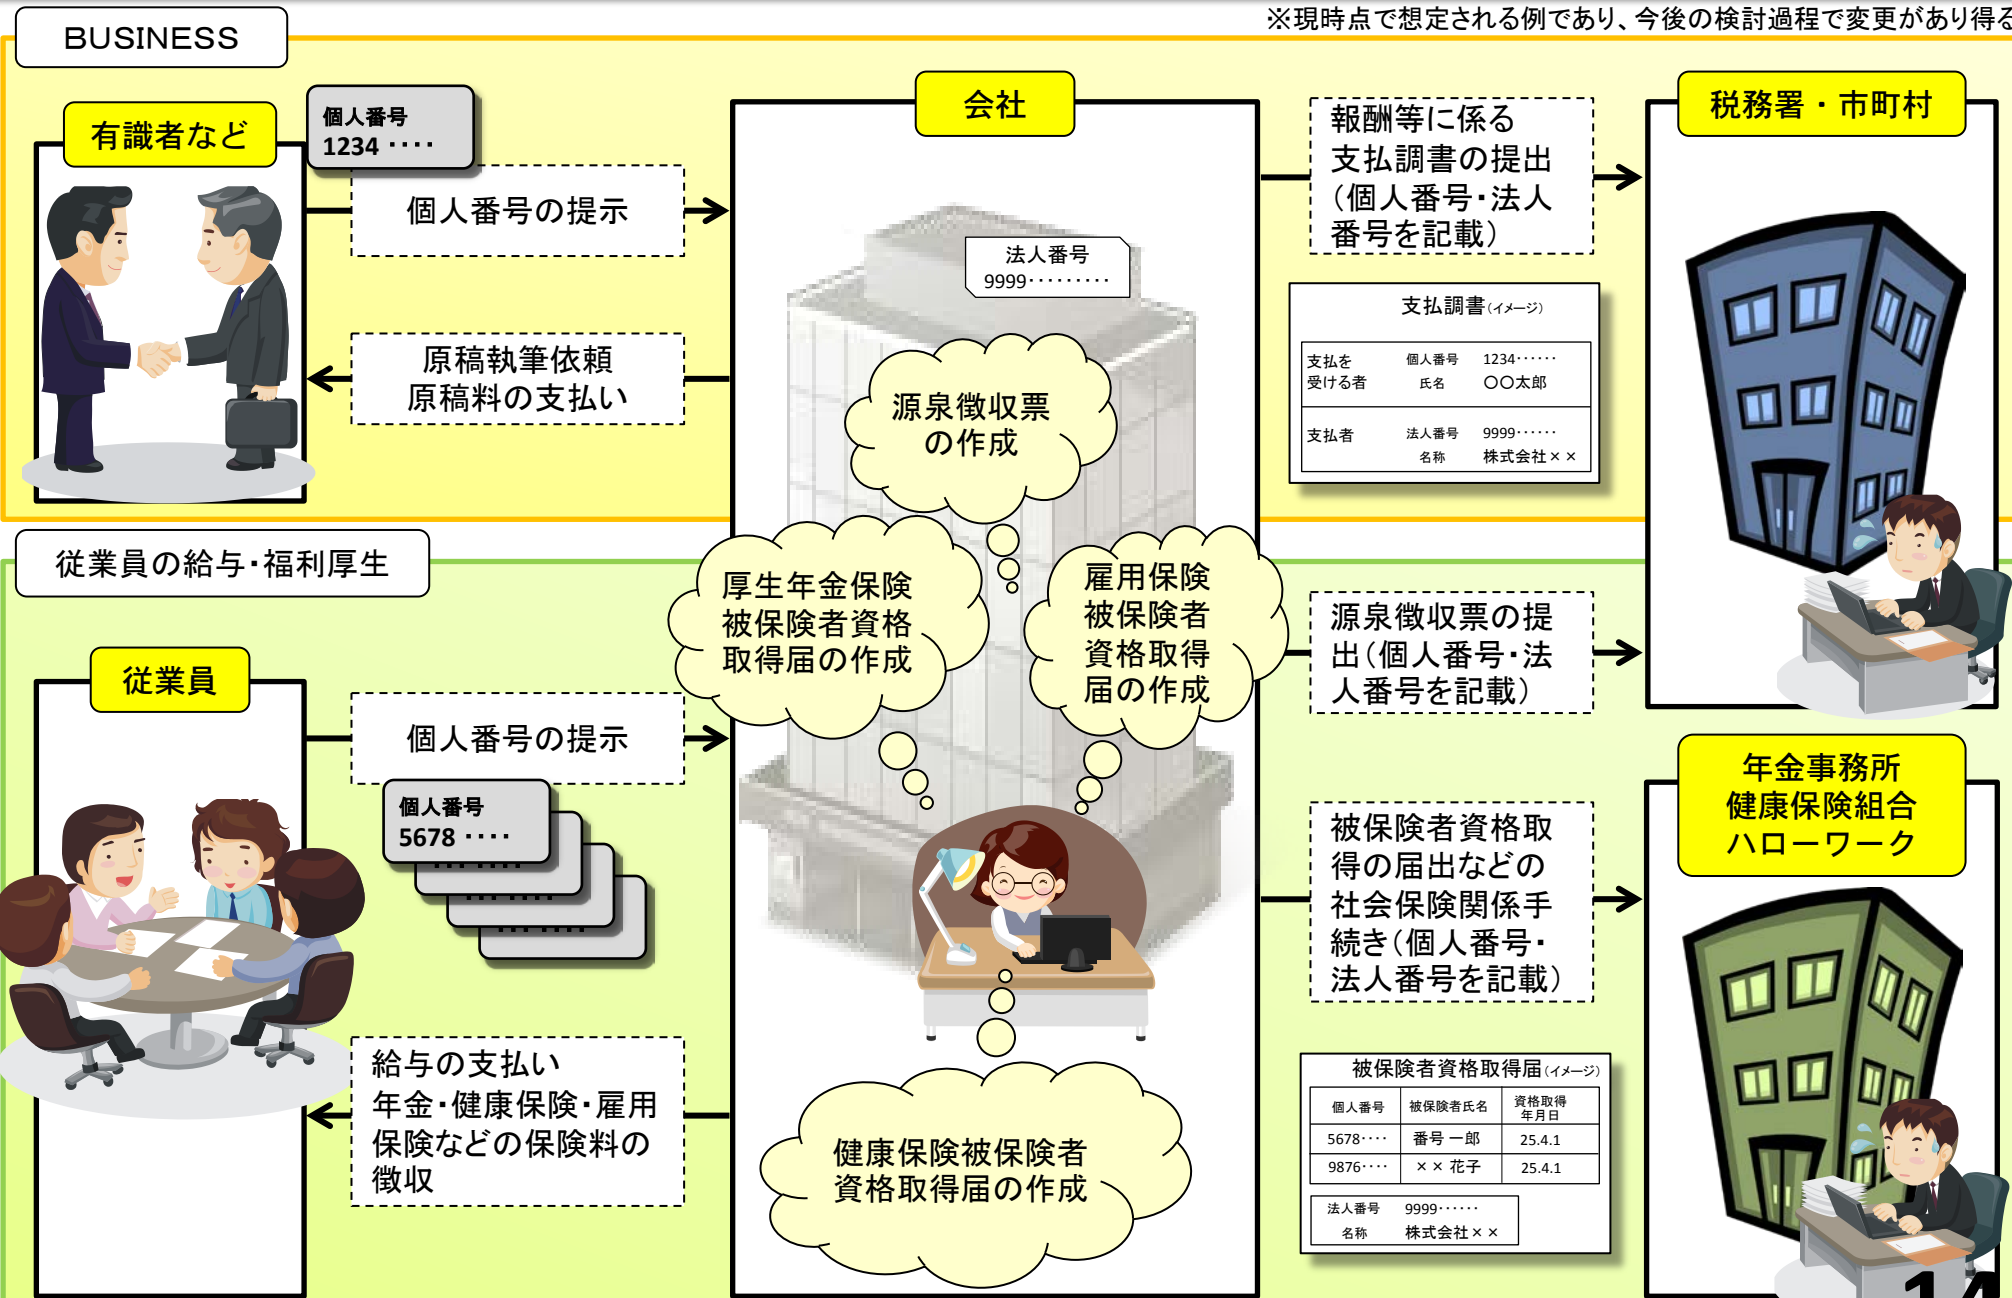 ※現時点で想定される例であり、今後の検討過程で変更があり得る
BUSINESS
有識者など
個人番号
1234 ････
個人番号の提示
原稿執筆依頼
原稿料の支払い
会社
法人番号
9999･････････
源泉徴収票
の作成
厚生年金保険
被保険者資格
取得届の作成
雇用保険
被保険者
資格取得
届の作成
健康保険被保険者
資格取得届の作成
報酬等に係る
支払調書の提出
（個人番号・法人
番号を記載）
支払調書（イメージ）
支払を
受ける者
個人番号 1234･･････
氏名 〇〇太郎
支払者
法人番号 9999･･････
名称 株式会社××
税務署・市町村
従業員の給与・福利厚生
従業員
個人番号の提示
個人番号
5678 ････
給与の支払い
年金・健康保険・雇用
保険などの保険料の
徴収
源泉徴収票の提
出（個人番号・法
人番号を記載）
被保険者資格取
得の届出などの
社会保険関係手
続き（個人番号・
法人番号を記載）
年金事務所
健康保険組合
ハローワーク
被保険者資格取得届（イメージ）
個人番号 被保険者氏名 資格取得
年月日
5678････ 番号 一郎 25.4.1
9876････ ×× 花子 25.4.1
法人番号 9999･･････
名称 株式会社××
14